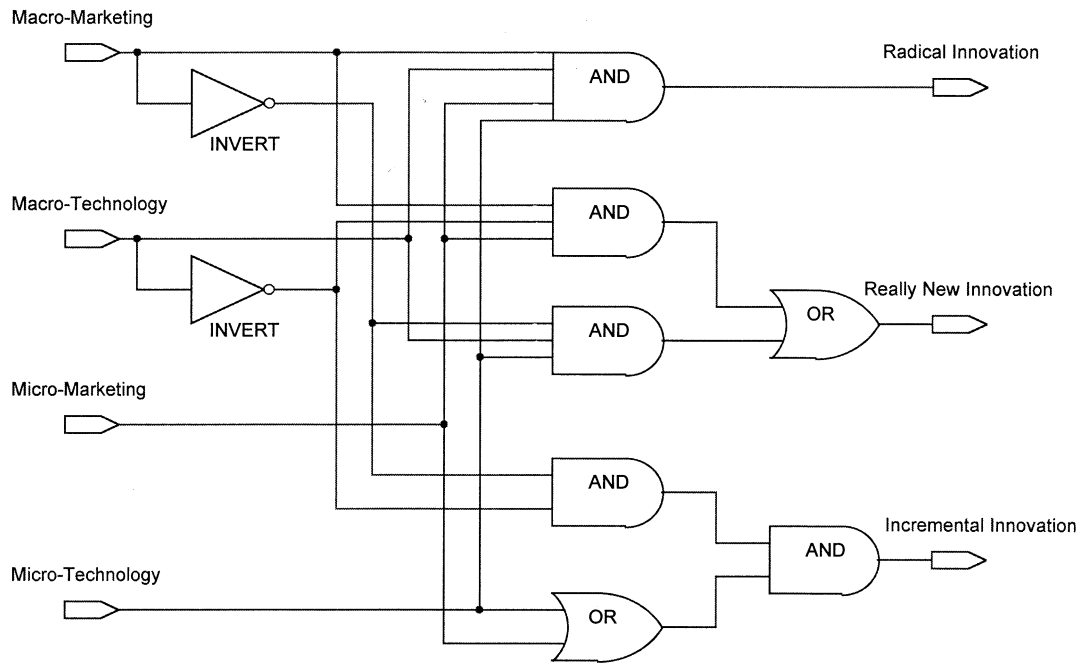 Macro-Marketing
Radical Innovation
AND
INVERT
Macro-Technology
AND
Really New Innovation
OR
INVERT
AND
Micro-Marketing
AND
Incremental Innovation
AND
Micro-Technology
OR